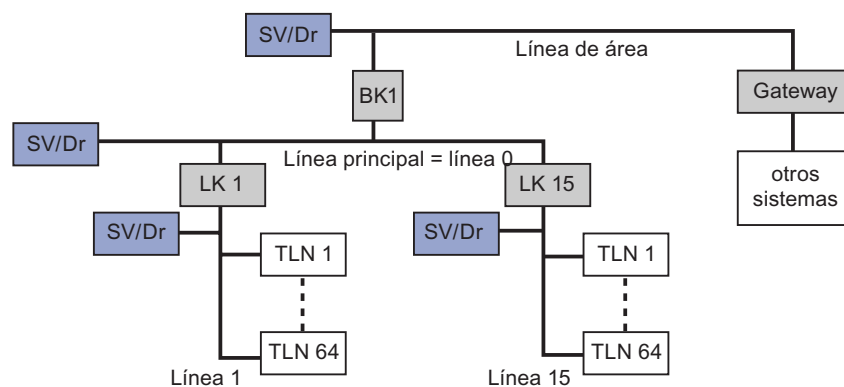 SV/Dr
Línea de área
BK1
Gateway
SV/Dr
Línea principal = línea 0
otros
sistemas
LK 1
LK 15
SV/Dr
SV/Dr
TLN 1
TLN 1
TLN 64
TLN 64
Línea 1
Línea 15